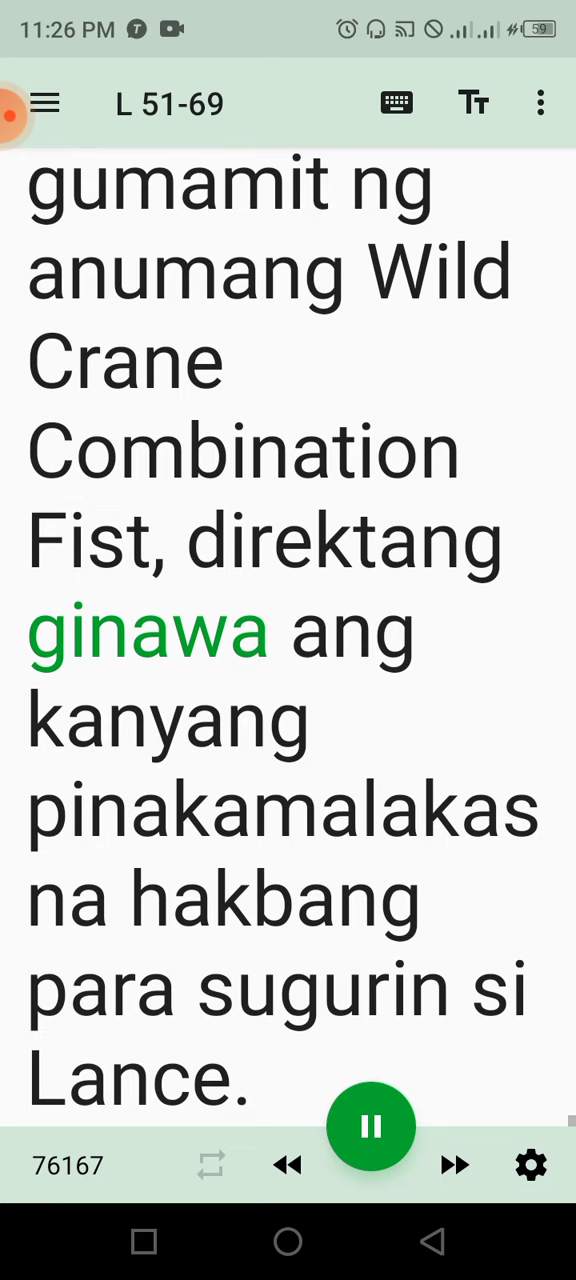 11:26 PM
59
L 51-69
gumamit ng
anumang Wild
Crane
Combination
Fist, direktang
ginawa ang
kanyang
pinakamalakas
na hakbang
para sugurin si
Lance.
76167